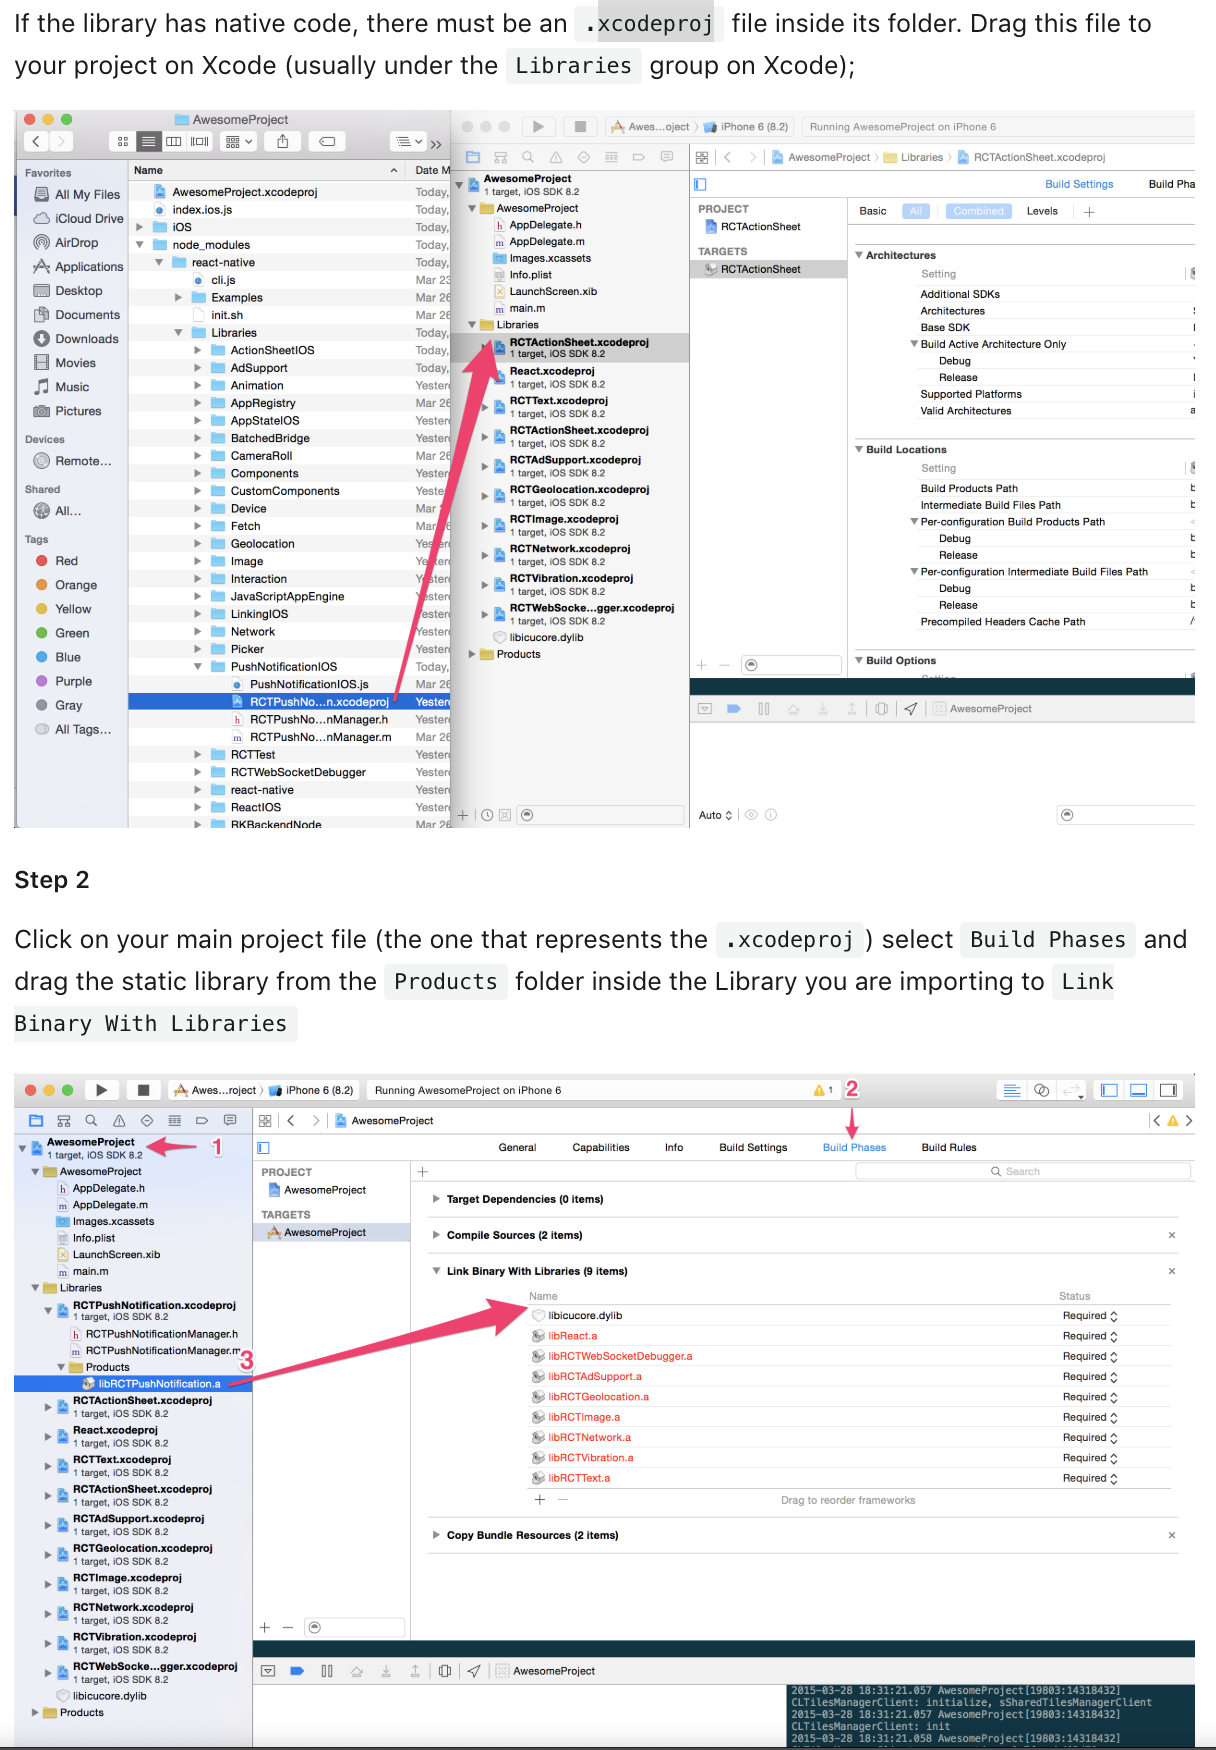 If the library has native code, there must be an .xcodeproj file inside its folder. Drag this file to
your project on Xcode (usually under the Libraries group on Xcode);
AwesomeProject
Favorites
All My Files
iCloud Drive
AirDrop
Applications
Desktop
Documents
Downloads
Movies
Music
Pictures
Devices
Remote...
Shared
All...
Tags
Red
Orange
Yellow
Green
Blue
Purple
Gray
All Tags...
Name Date M
AwesomeProject.xcodeproj Today,
index.ios.js Today,
iOS Today,
node_modules Today,
react-native Today,
cli.js Mar 23
Examples Mar 26
init.sh Mar 26
Libraries Today,
ActionSheetIOS Today,
AdSupport Today,
Animation Yester
AppRegistry Mar 26
AppStateIOS Yester
BatchedBridge Mar 26
CameraRoll Mar 26
Components Yester
CustomComponents Yester
Device Mar
Fetch Mar 26
Geolocation Yester
Image Yester
Interaction Yester
JavaScriptAppEngine Yester
LinkingIOS Yester
Network Yester
Picker Yester
PushNotificationIOS Today,
PushNotificationIOS.js Mar 26
RCTPushNo...n.xcodeproj Yester
RCTPushNo...nManager.h Mar 26
RCTPushNo...nManager.m Mar 26
RCTTest Yester
RCTWebSocketDebugger Yester
react-native Yester
ReactIOS Yester
RKBackendNode Mar 26
Awes...oject iPhone 6 (8.2) Running AwesomeProject on iPhone 6
AwesomeProject
1 target, iOS SDK 8.2
AwesomeProject
AppDelegate.h
AppDelegate.m
Images.xcassets
Info.plist
LaunchScreen.xib
main.m
Libraries
RCTActionSheet.xcodeproj
1 target, iOS SDK 8.2
React.xcodeproj
1 target, iOS SDK 8.2
RCTText.xcodeproj
1 target, iOS SDK 8.2
RCTActionSheet.xcodeproj
1 target, iOS SDK 8.2
RCTAdSupport.xcodeproj
1 target, iOS SDK 8.2
RCTGeolocation.xcodeproj
1 target, iOS SDK 8.2
RCTImage.xcodeproj
1 target, iOS SDK 8.2
RCTNetwork.xcodeproj
1 target, iOS SDK 8.2
RCTVibration.xcodeproj
1 target, iOS SDK 8.2
RCTWebSocke...gger.xcodeproj
1 target, iOS SDK 8.2
libicucore.dylib
Products
AwesomeProject Libraries RCTActionSheet.xcodeproj
Build Settings Build Pha
PROJECT
RCTActionSheet
TARGETS
RCTActionSheet
Basic All Combined Levels
Architectures
Setting
Additional SDKs
Architectures
Base SDK
Build Active Architecture Only
Debug
Release
Supported Platforms
Valid Architectures
Build Locations
Setting
Build Products Path
Intermediate Build Files Path
Per-configuration Build Products Path
Debug
Release
Per-configuration Intermediate Build Files Path
Debug
Release
Precompiled Headers Cache Path
Build Options
AwesomeProject
Auto
Step 2
Click on your main project file (the one that represents the .xcodeproj) select Build Phases and
drag the static library from the Products folder inside the Library you are importing to Link
Binary With Libraries
Awes...roject iPhone 6 (8.2) Running AwesomeProject on iPhone 6 1 2
AwesomeProject 1
1 target, iOS SDK 8.2
AwesomeProject
AppDelegate.h
AppDelegate.m
Images.xcassets
Info.plist
LaunchScreen.xib
main.m
Libraries
RCTPushNotification.xcodeproj
1 target, iOS SDK 8.2
RCTPushNotificationManager.h
RCTPushNotificationManager.m
Products 3
libRCTPushNotification.a
RCTActionSheet.xcodeproj
1 target, iOS SDK 8.2
React.xcodeproj
1 target, iOS SDK 8.2
RCTText.xcodeproj
1 target, iOS SDK 8.2
RCTActionSheet.xcodeproj
1 target, iOS SDK 8.2
RCTAdSupport.xcodeproj
1 target, iOS SDK 8.2
RCTGeolocation.xcodeproj
1 target, iOS SDK 8.2
RCTImage.xcodeproj
1 target, iOS SDK 8.2
RCTNetwork.xcodeproj
1 target, iOS SDK 8.2
RCTVibration.xcodeproj
1 target, iOS SDK 8.2
RCTWebSocke...gger.xcodeproj
1 target, iOS SDK 8.2
libicucore.dylib
Products
AwesomeProject
General Capabilities Info Build Settings Build Phases Build Rules
PROJECT
AwesomeProject
TARGETS
AwesomeProject
Search
Target Dependencies (0 items)
Compile Sources (2 items)
Link Binary With Libraries (9 items)
Name Status
libicucore.dylib Required
libReact.a Required
libRCTWebSocketDebugger.a Required
libRCTAdSupport.a Required
libRCTGeolocation.a Required
libRCTImage.a Required
libRCTNetwork.a Required
libRCTVibration.a Required
libRCTText.a Required
Drag to reorder frameworks
Copy Bundle Resources (2 items)
AwesomeProject
2015-03-28 18:31:21.057 AwesomeProject[19803:14318432]
CLTilesManagerClient: initialize, sSharedTilesManagerClient
2015-03-28 18:31:21.057 AwesomeProject[19803:14318432]
CLTilesManagerClient: init
2015-03-28 18:31:21.058 AwesomeProject[19803:14318432]